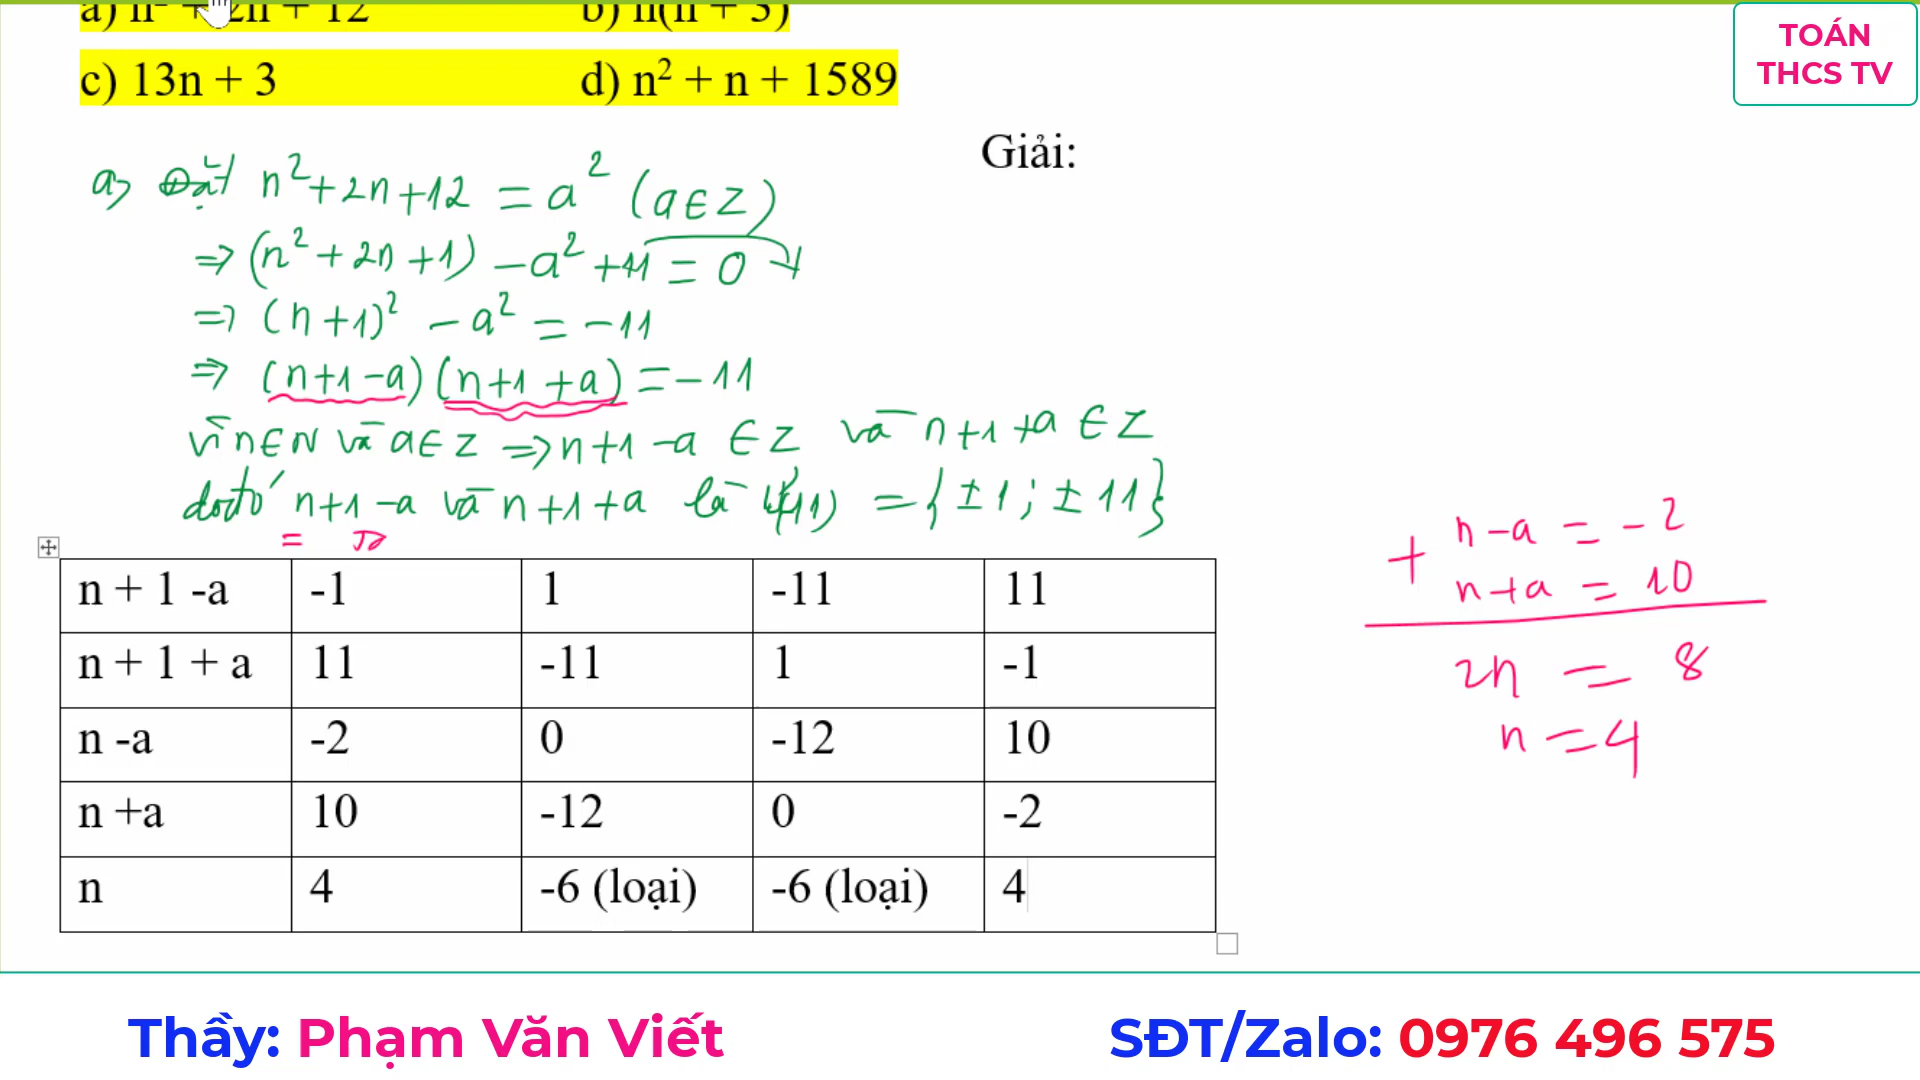 a) n² + 2n + 12 b) n(n + 3)
TOÁN
THCS TV
c) 13n + 3 d) n² + n + 1589
Giải:
a) Đặt n² + 2n + 12 = a² (a ∈ Z)
⇒ (n² + 2n + 1) - a² + 11 = 0
⇒ (n + 1)² - a² = -11
⇒ (n+1-a)(n+1+a) = -11
vì n ∈ N và a ∈ Z ⇒ n+1-a ∈ Z và n+1+a ∈ Z
do đó n+1-a và n+1+a là Ư(11) = {±1; ±11}
n + 1 -a -1 1 -11 11
n + 1 + a 11 -11 1 -1
n -a -2 0 -12 10
n +a 10 -12 0 -2
n 4 -6 (loại) -6 (loại) 4
n - a = -2
+ n + a = 10
2n = 8
n = 4
Thầy: Phạm Văn Viết SĐT/Zalo: 0976 496 575